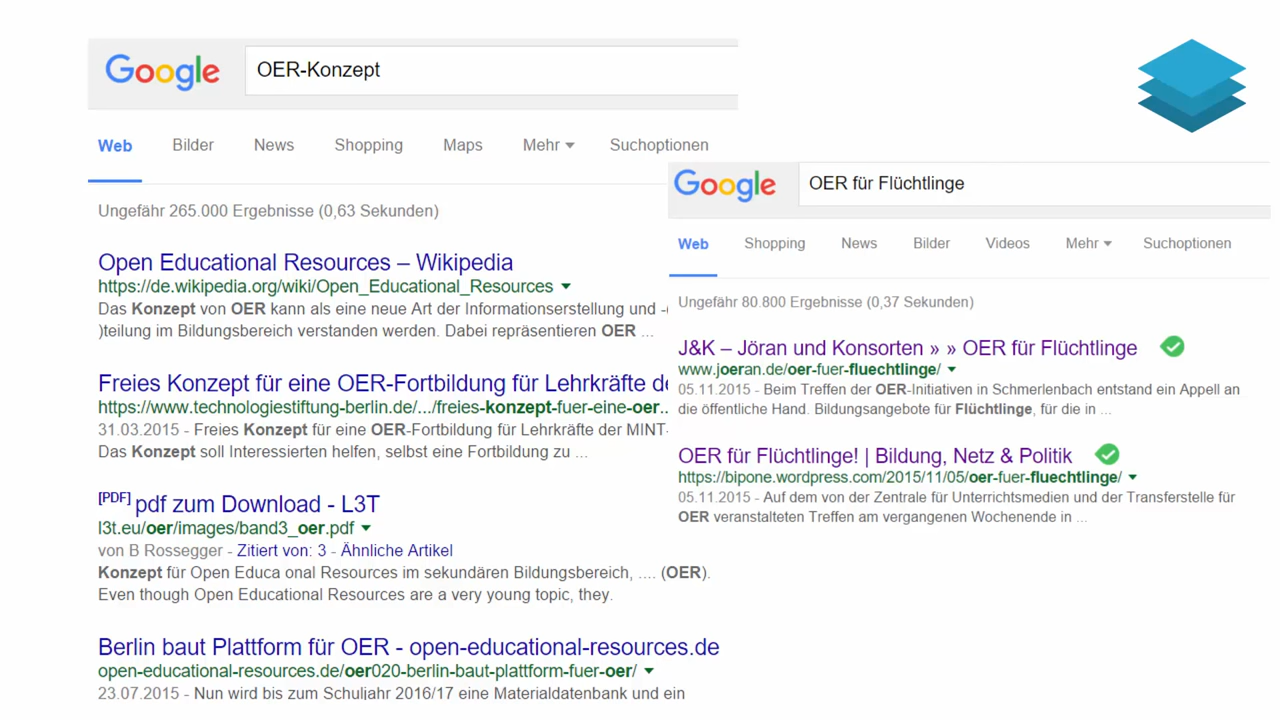 Google
OER-Konzept
Web Bilder News Shopping Maps Mehr Suchoptionen
Ungefähr 265.000 Ergebnisse (0,63 Sekunden)
Open Educational Resources – Wikipedia
https://de.wikipedia.org/wiki/Open_Educational_Resources
Das Konzept von OER kann als eine neue Art der Informationserstellung und -
)teilung im Bildungsbereich verstanden werden. Dabei repräsentieren OER ...
Freies Konzept für eine OER-Fortbildung für Lehrkräfte de
https://www.technologiestiftung-berlin.de/.../freies-konzept-fuer-eine-oer..
31.03.2015 - Freies Konzept für eine OER-Fortbildung für Lehrkräfte der MINT-
Das Konzept soll Interessierten helfen, selbst eine Fortbildung zu ...
[PDF] pdf zum Download - L3T
l3t.eu/oer/images/band3_oer.pdf
von B Rossegger - Zitiert von: 3 - Ähnliche Artikel
Konzept für Open Educa onal Resources im sekundären Bildungsbereich, .... (OER).
Even though Open Educational Resources are a very young topic, they.
Berlin baut Plattform für OER - open-educational-resources.de
open-educational-resources.de/oer020-berlin-baut-plattform-fuer-oer/
23.07.2015 - Nun wird bis zum Schuljahr 2016/17 eine Materialdatenbank und ein
Google
OER für Flüchtlinge
Web Shopping News Bilder Videos Mehr Suchoptionen
Ungefähr 80.800 Ergebnisse (0,37 Sekunden)
J&K – Jöran und Konsorten » » OER für Flüchtlinge
www.joeran.de/oer-fuer-fluechtlinge/
05.11.2015 - Beim Treffen der OER-Initiativen in Schmerlenbach entstand ein Appell an
die öffentliche Hand. Bildungsangebote für Flüchtlinge, für die in ...
OER für Flüchtlinge! | Bildung, Netz & Politik
https://bipone.wordpress.com/2015/11/05/oer-fuer-fluechtlinge/
05.11.2015 - Auf dem von der Zentrale für Unterrichtsmedien und der Transferstelle für
OER veranstalteten Treffen am vergangenen Wochenende in ...